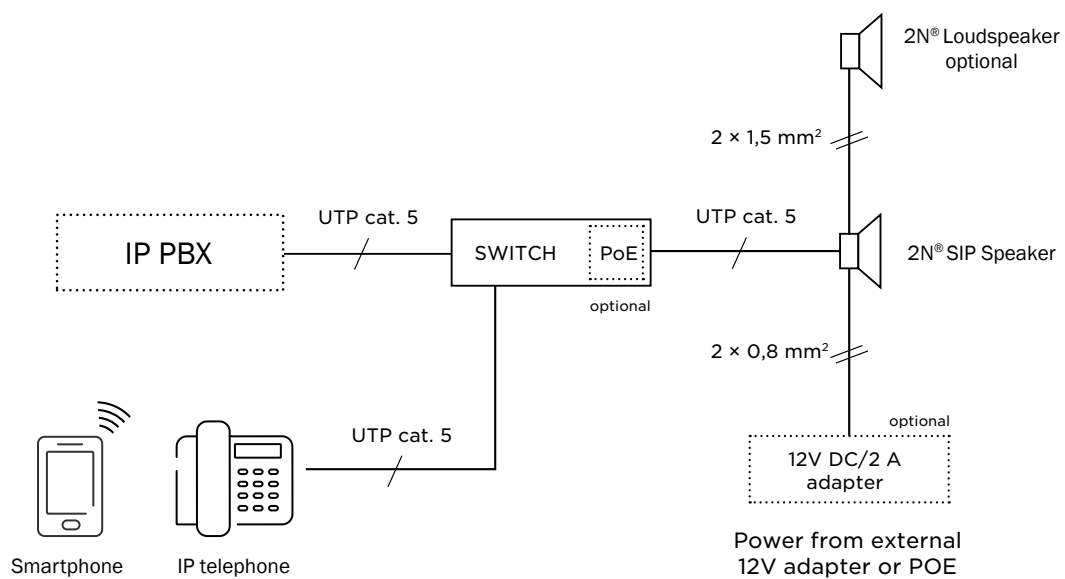 2N® Loudspeaker
optional
2 × 1,5 mm²
UTP cat. 5
UTP cat. 5
IP PBX
SWITCH
PoE
2N® SIP Speaker
optional
2 × 0,8 mm²
optional
UTP cat. 5
12V DC/2 A
adapter
Power from external
12V adapter or POE
Smartphone
IP telephone